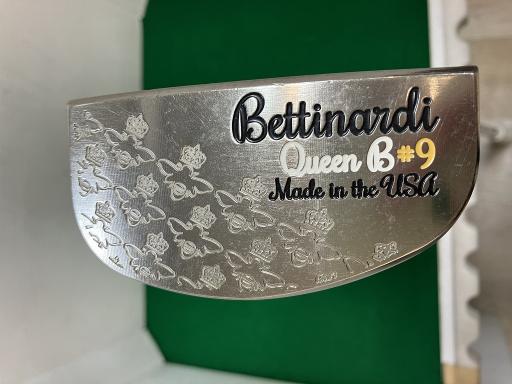 Bettinardi
Queen B#9
Made in the USA